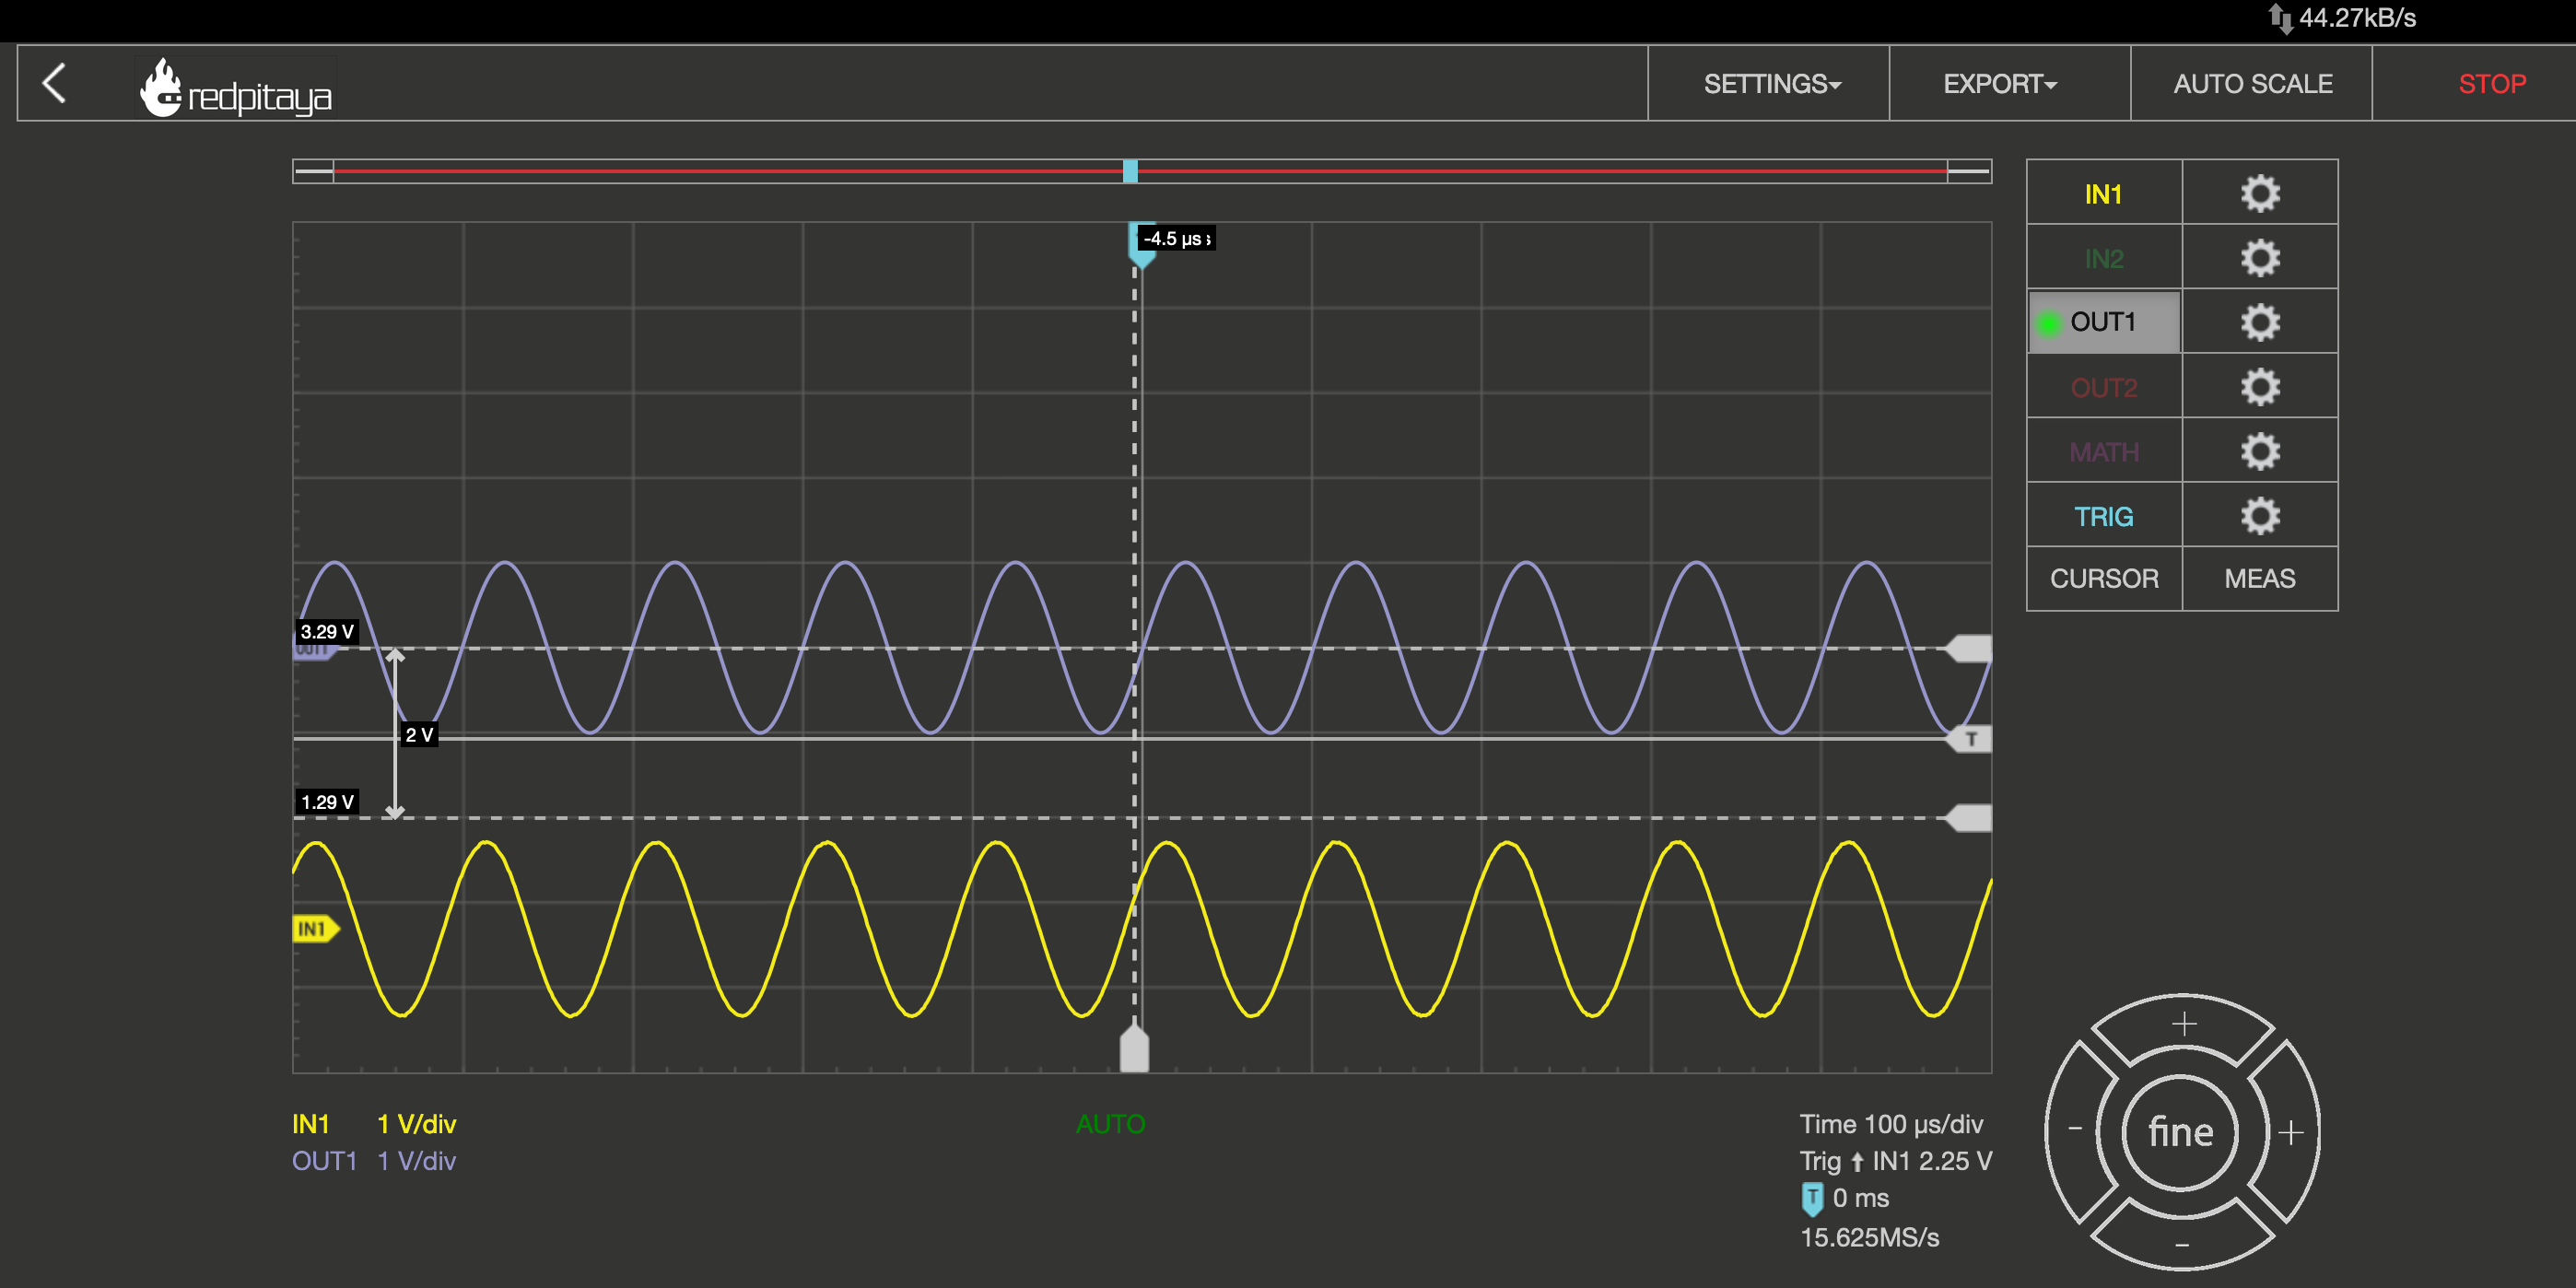 44.27kB/s
redpitaya
SETTINGS
EXPORT
AUTO SCALE
STOP
IN1
IN2
OUT1
OUT2
MATH
TRIG
CURSOR
MEAS
-4.5 µs
3.29 V
OUT1
2 V
T
1.29 V
IN1
IN1 1 V/div
OUT1 1 V/div
AUTO
Time 100 µs/div
Trig IN1 2.25 V
T 0 ms
15.625MS/s
+
-
fine
+
-